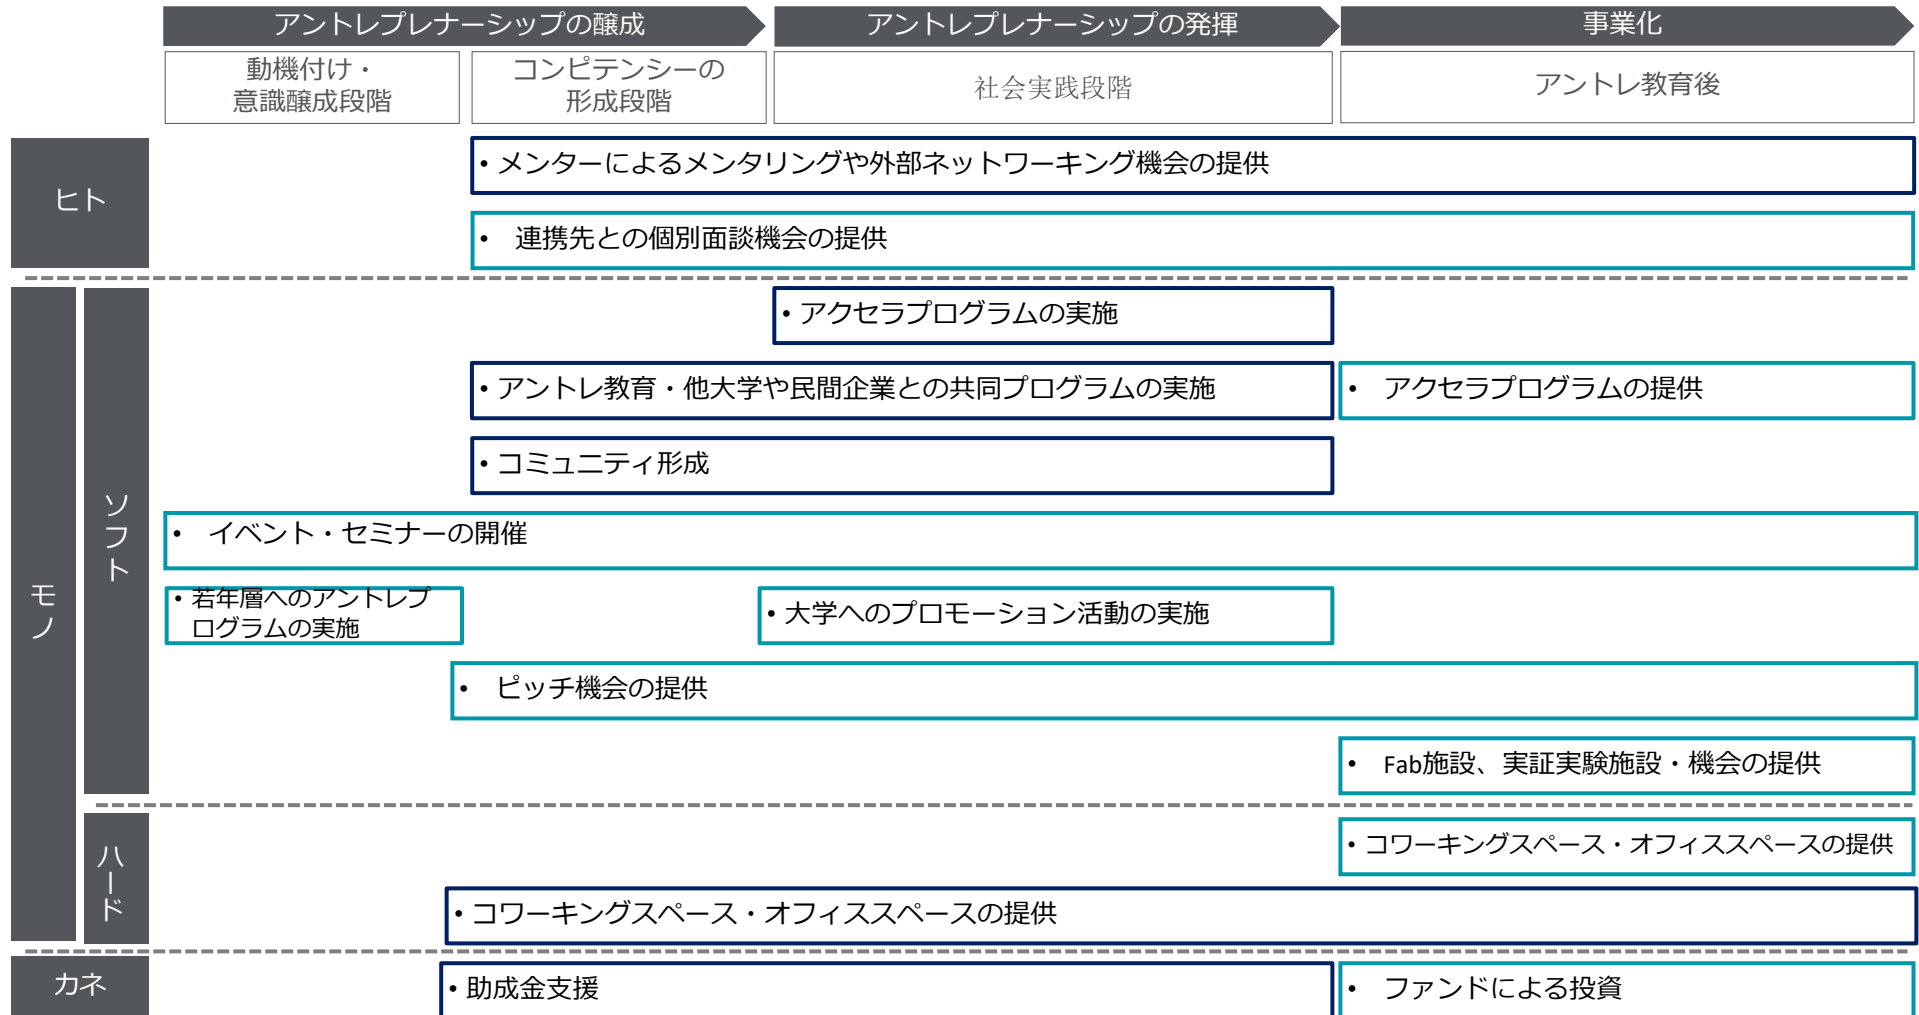 アントレプレナーシップの醸成
アントレプレナーシップの発揮
事業化
動機付け・
意識醸成段階
コンピテンシーの
形成段階
社会実践段階
アントレ教育後
ヒト
•メンターによるメンタリングや外部ネットワーキング機会の提供
• 連携先との個別面談機会の提供
モノ
ソフト
•アクセラプログラムの実施
•アントレ教育・他大学や民間企業との共同プログラムの実施
• アクセラプログラムの提供
•コミュニティ形成
• イベント・セミナーの開催
•若年層へのアントレプ
ログラムの実施
•大学へのプロモーション活動の実施
• ピッチ機会の提供
• Fab施設、実証実験施設・機会の提供
ハード
•コワーキングスペース・オフィススペースの提供
•コワーキングスペース・オフィススペースの提供
カネ
•助成金支援
• ファンドによる投資